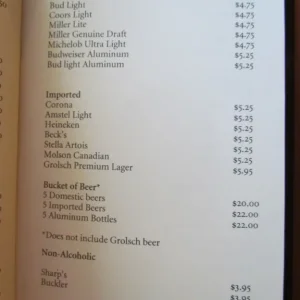 Bud Light $4.75
Coors Light $4.75
Miller Lite $4.75
Miller Genuine Draft $4.75
Michelob Ultra Light $4.75
Budweiser Aluminum $5.25
Bud light Aluminum $5.25
Imported
Corona $5.25
Amstel Light $5.25
Heineken $5.25
Beck's $5.25
Stella Artois $5.25
Molson Canadian $5.25
Grolsch Premium Lager $5.95
Bucket of Beer*
5 Domestic beers $20.00
5 Imported Beers $22.00
5 Aluminum Bottles $22.00
*Does not include Grolsch beer
Non-Alcoholic
Sharp's $3.95
Buckler $3.95